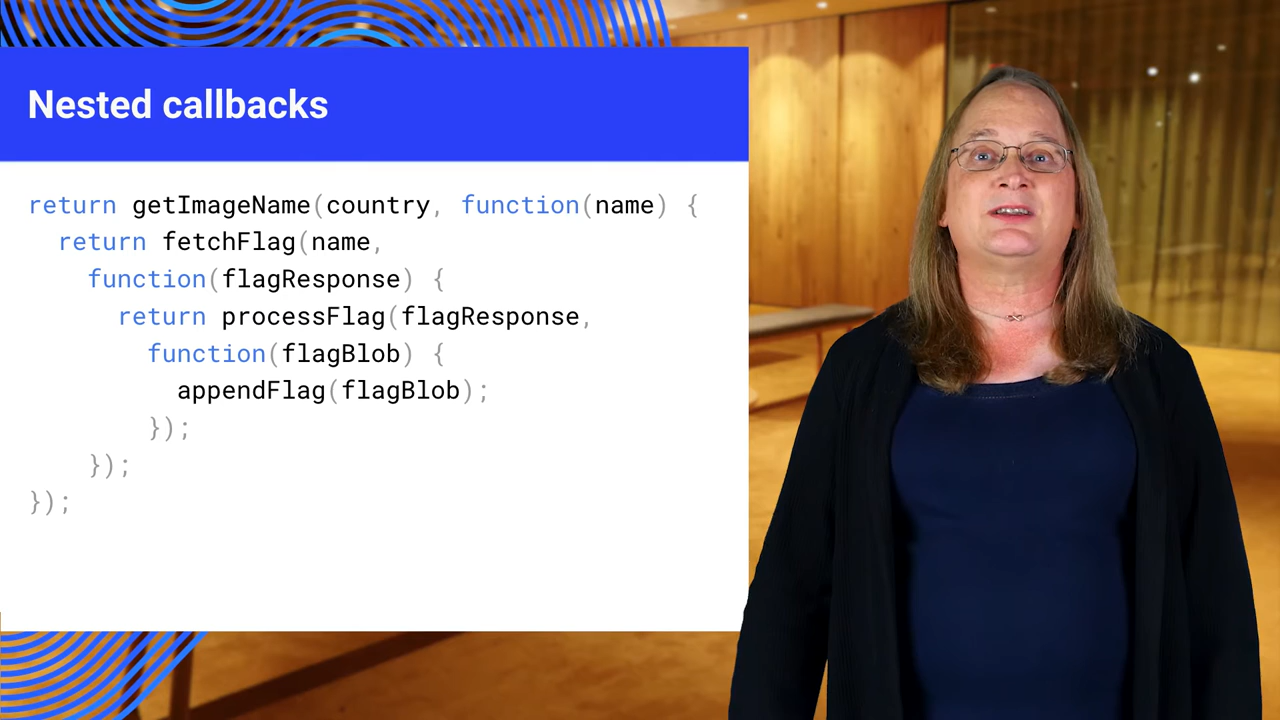 Nested callbacks
return getImageName(country, function(name) {
return fetchFlag(name,
function(flagResponse) {
return processFlag(flagResponse,
function(flagBlob) {
appendFlag(flagBlob);
});
});
});